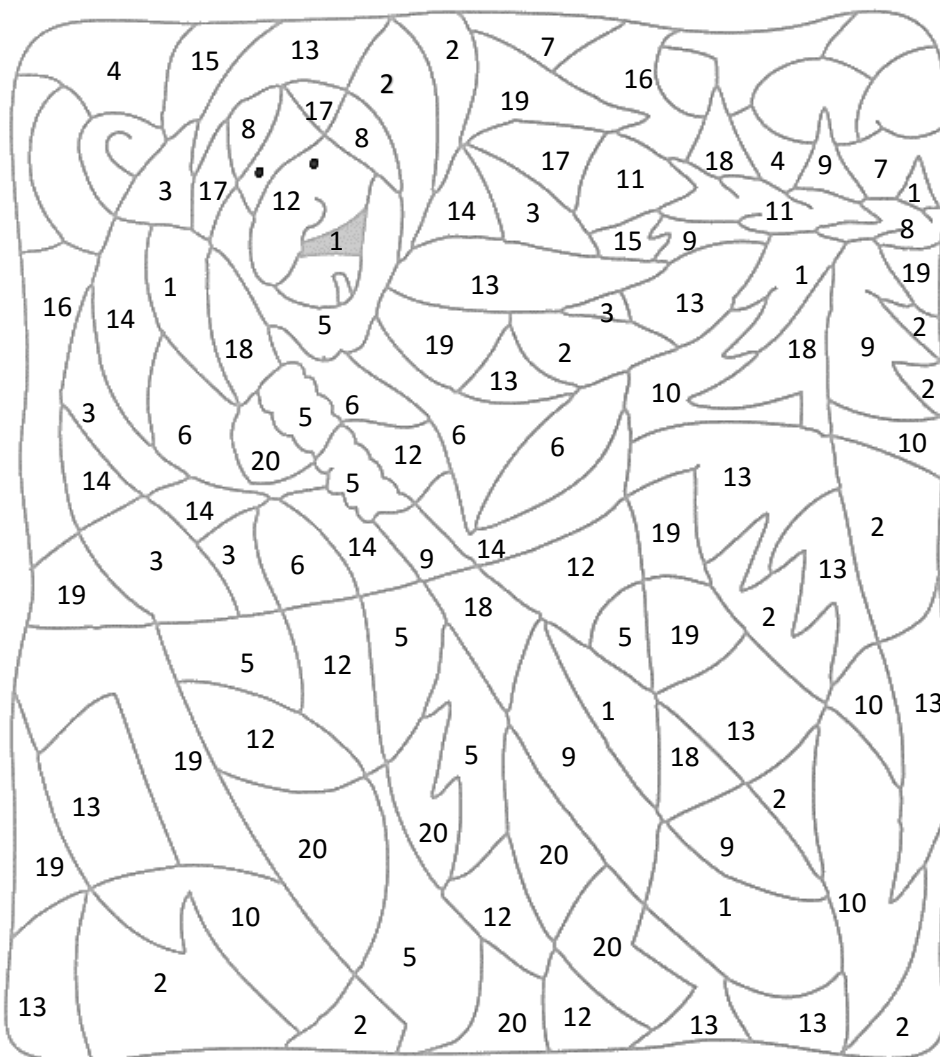 4 15 13 2 7
2 16
19
8 17 8
17 18 4 9 7
3 17 12 11 1
14 3 11
1 15 9 8
13 1 19
16 14 1 3 13
5 2
18 19 2 18 9
13 2
3 5 6 10
6 12 6 6 10
20
14 5 13
14 2
3 3 6 14 9 14 12 19
13
19 18 2
5 12 5 5 19
1 10 13
12 19 5 9 18 13
13 2
20 20 20 9
19
10 12 1 10
5 20
2
13 2 20 12 13 13 2